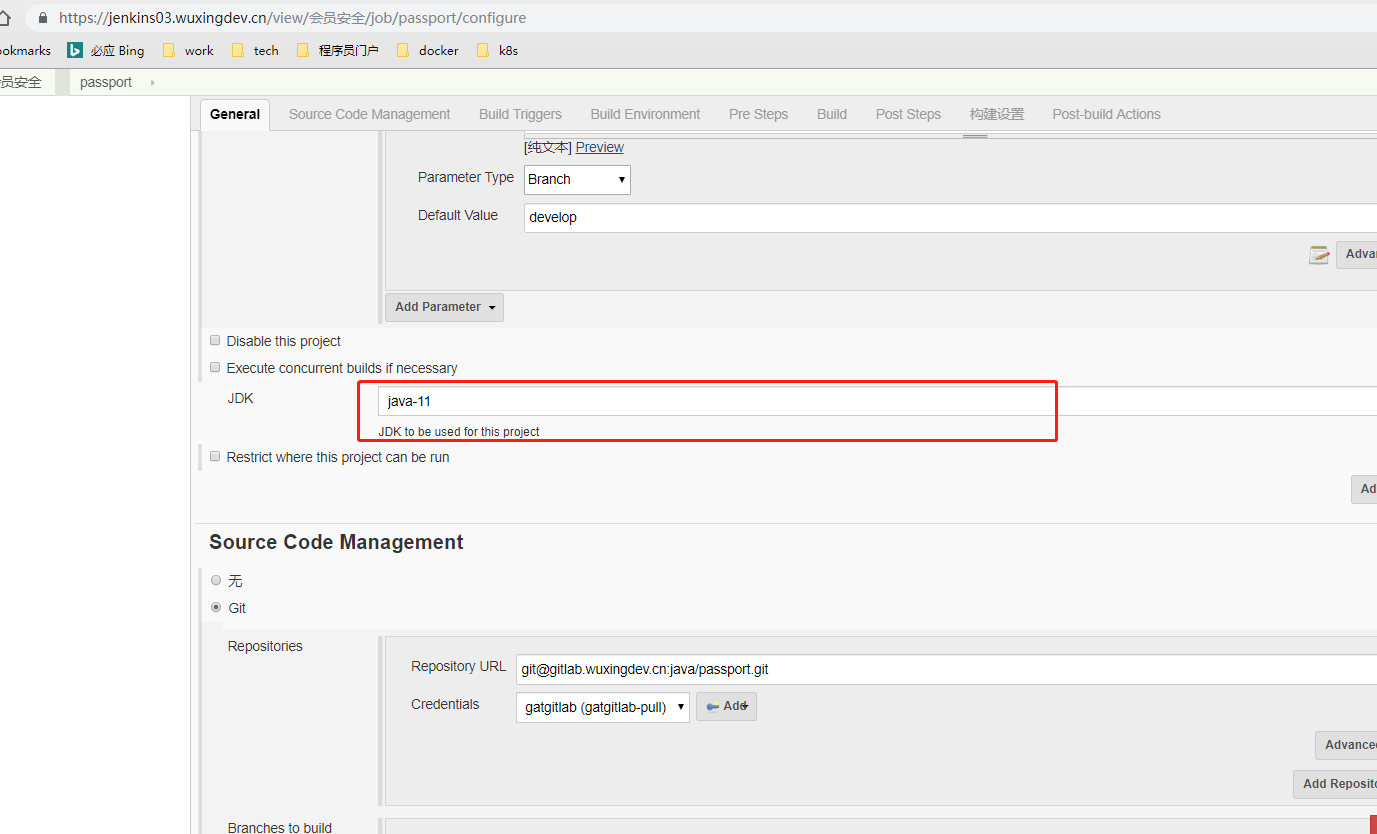 https://jenkins03.wuxingdev.cn/view/会员安全/job/passport/configure
ookmarks 必应 Bing work tech 程序员门户 docker k8s
员安全 passport
General Source Code Management Build Triggers Build Environment Pre Steps Build Post Steps 构建设置 Post-build Actions
[纯文本] Preview
Parameter Type Branch
Default Value develop
Advan
Add Parameter
Disable this project
Execute concurrent builds if necessary
JDK java-11
JDK to be used for this project
Restrict where this project can be run
Ad
Source Code Management
无
Git
Repositories
Repository URL git@gitlab.wuxingdev.cn:java/passport.git
Credentials gatgitlab (gatgitlab-pull) Add
Advanced
Add Reposito
Branches to build